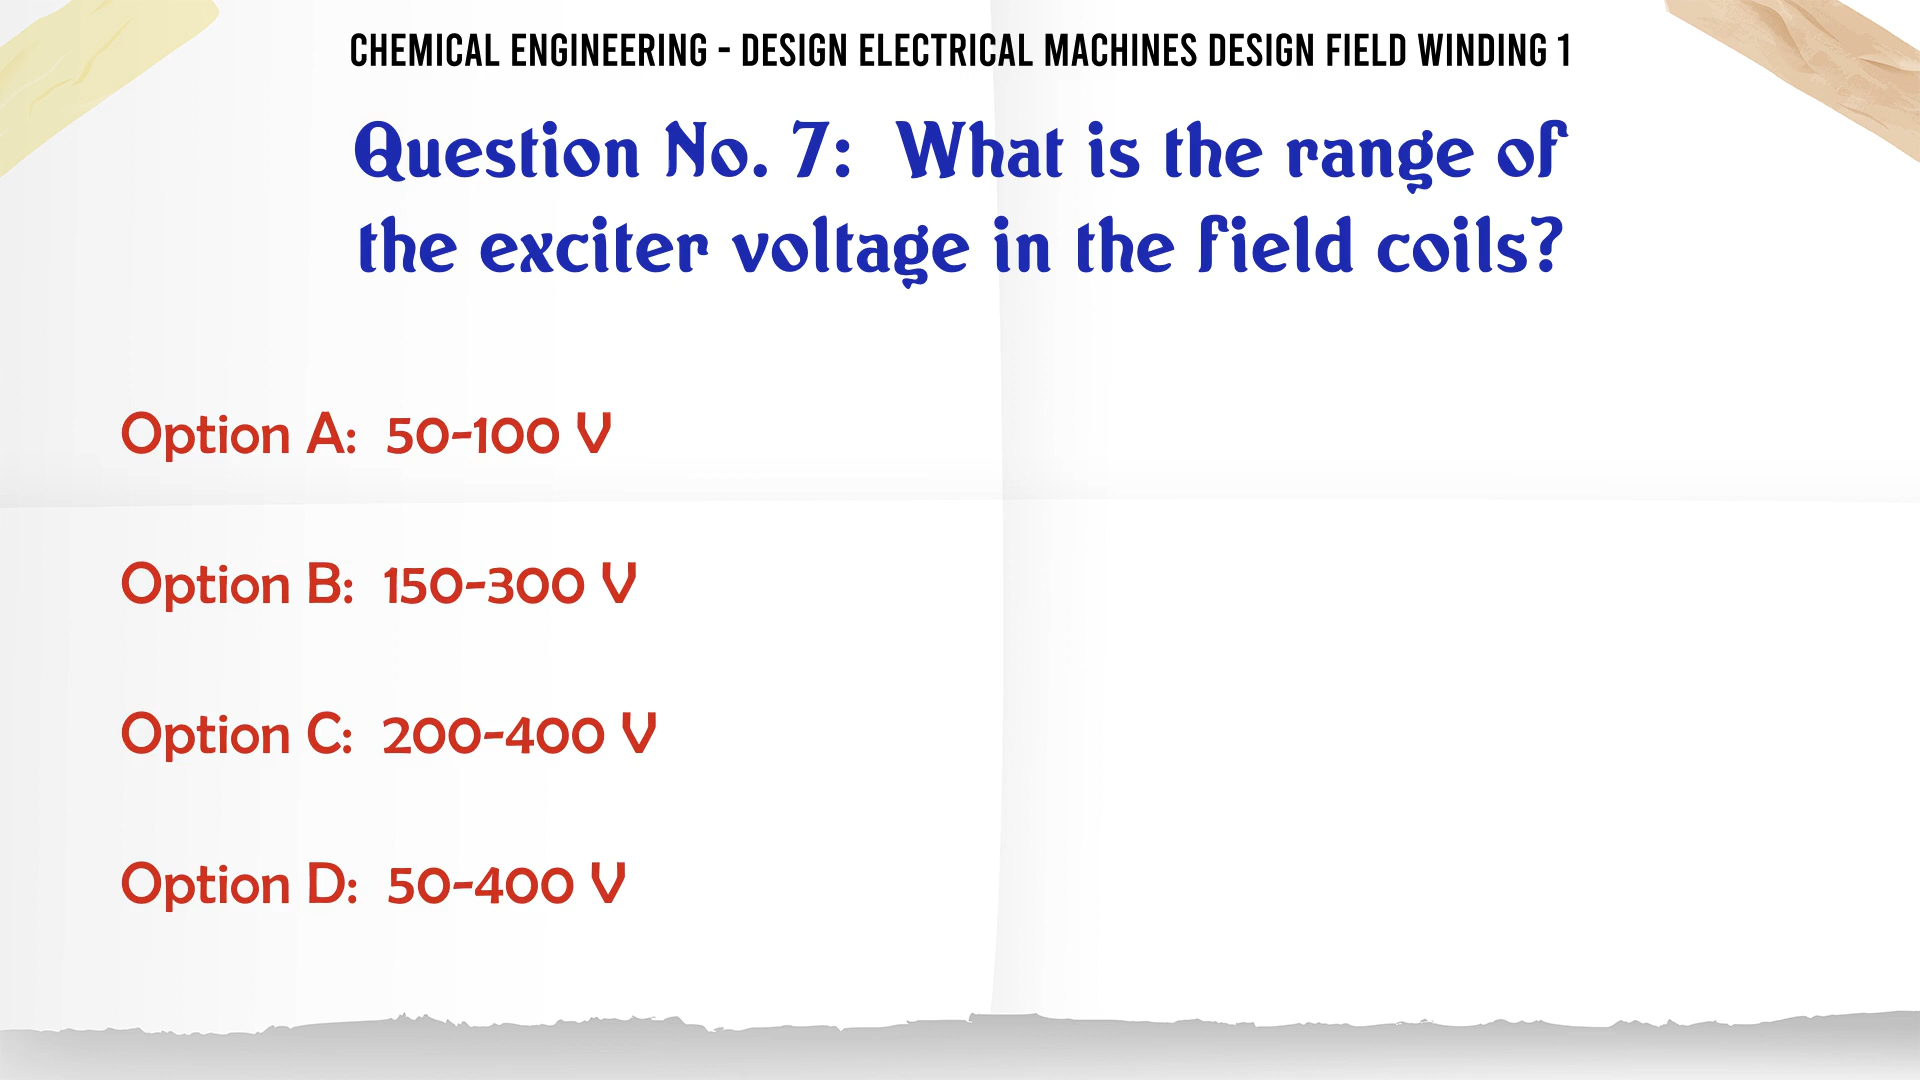 CHEMICAL ENGINEERING - DESIGN ELECTRICAL MACHINES DESIGN FIELD WINDING 1
Question No. 7: What is the range of
the exciter voltage in the field coils?
Option A: 50-100 V
Option B: 150-300 V
Option C: 200-400 V
Option D: 50-400 V